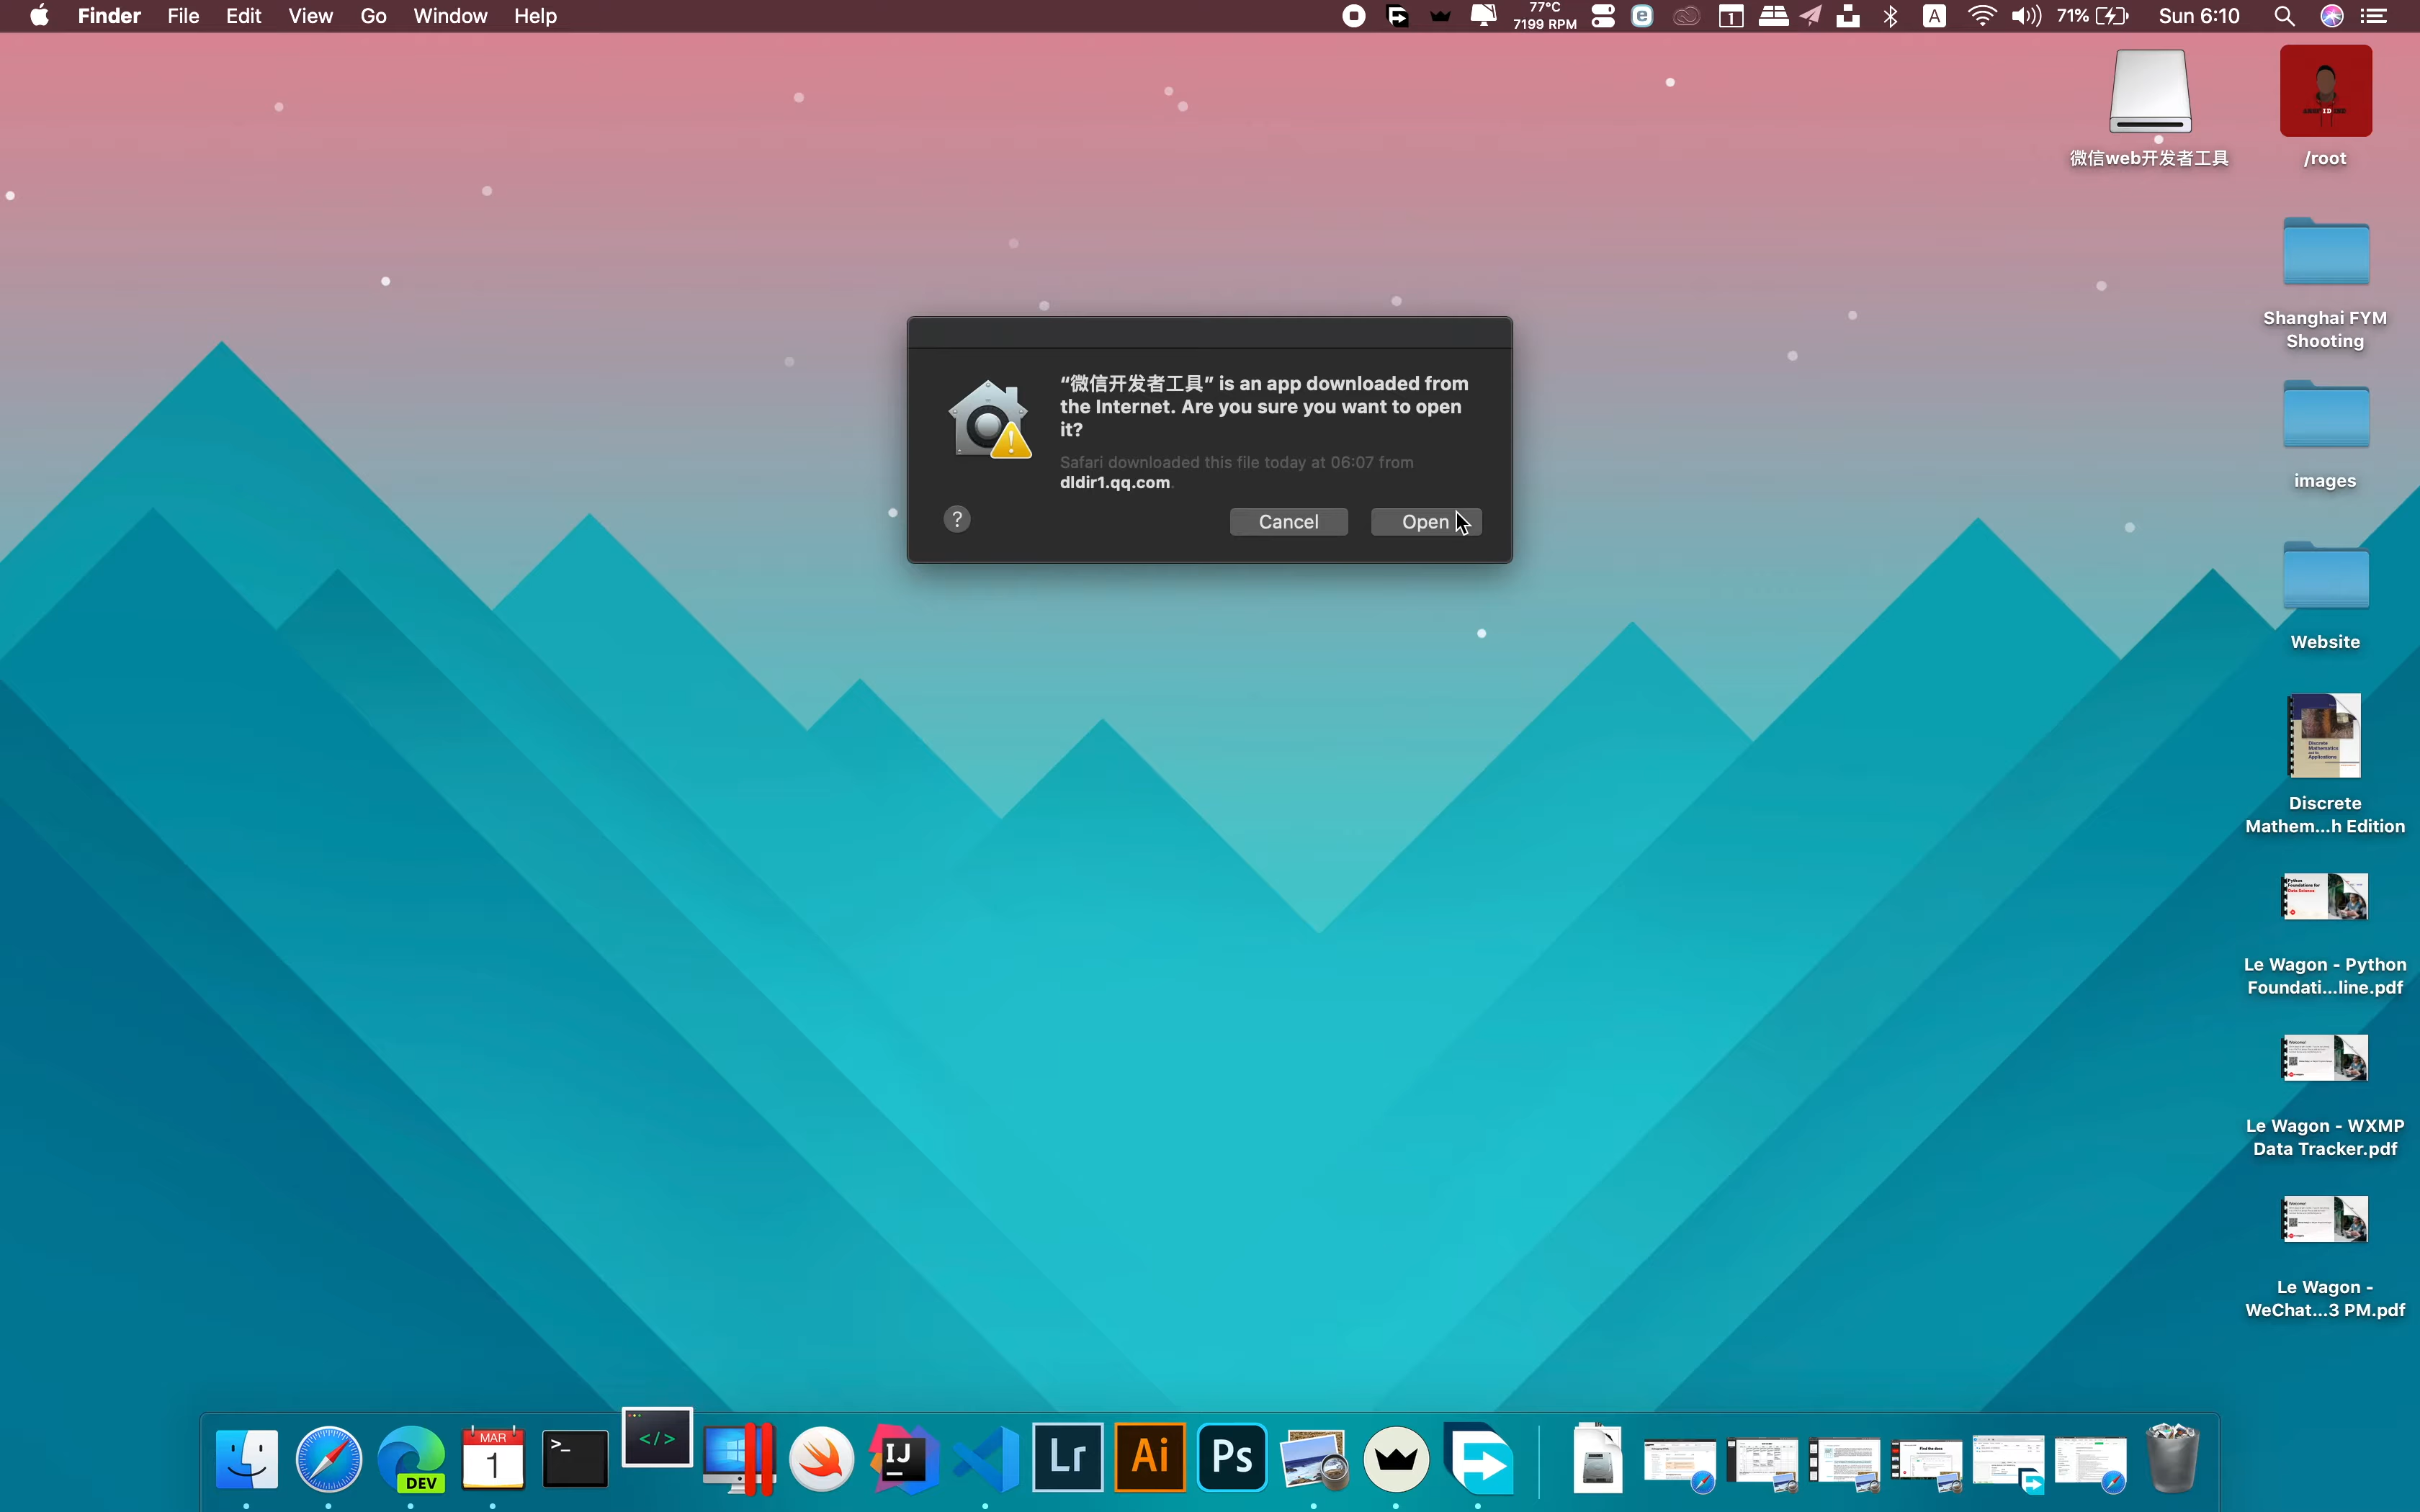 Finder File Edit View Go Window Help
77°C
7199 RPM
1
A
71%
Sun 6:10
微信web开发者工具
/root
Shanghai FYM
Shooting
images
Website
Discrete
Mathem...h Edition
Le Wagon - Python
Foundati...line.pdf
Le Wagon - WXMP
Data Tracker.pdf
Le Wagon -
WeChat...3 PM.pdf
“微信开发者工具” is an app downloaded from
the Internet. Are you sure you want to open
it?
Safari downloaded this file today at 06:07 from
dldir1.qq.com.
?
Cancel
Open
DEV
MAR
1
>_
</>
IJ
Lr
Ai
Ps